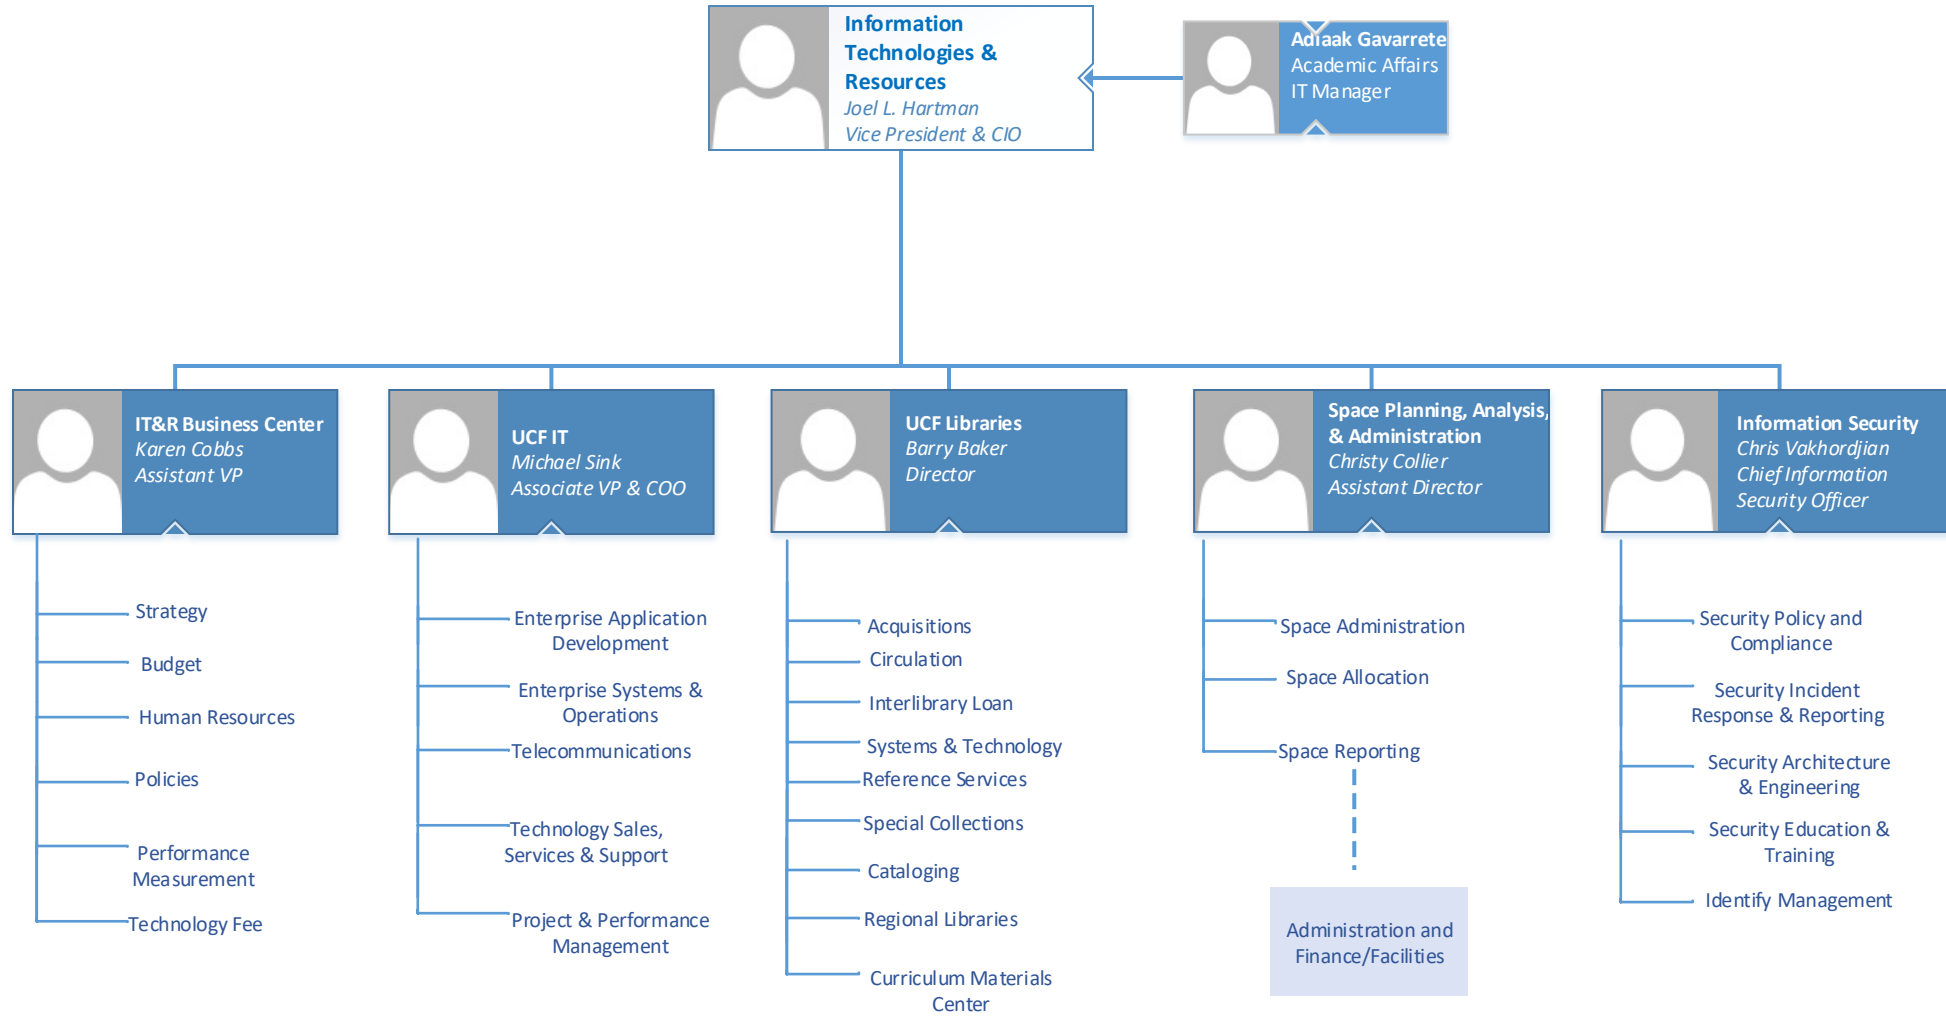 Information
Technologies &
Resources
Joel L. Hartman
Vice President & CIO
Adiaak Gavarrete
Academic Affairs
IT Manager
IT&R Business Center
Karen Cobbs
Assistant VP
UCF IT
Michael Sink
Associate VP & COO
UCF Libraries
Barry Baker
Director
Space Planning, Analysis,
& Administration
Christy Collier
Assistant Director
Information Security
Chris Vakhordjian
Chief Information
Security Officer
Strategy
Budget
Human Resources
Policies
Performance
Measurement
Technology Fee
Enterprise Application
Development
Enterprise Systems &
Operations
Telecommunications
Technology Sales,
Services & Support
Project & Performance
Management
Acquisitions
Circulation
Interlibrary Loan
Systems & Technology
Reference Services
Special Collections
Cataloging
Regional Libraries
Curriculum Materials
Center
Space Administration
Space Allocation
Space Reporting
Administration and
Finance/Facilities
Security Policy and
Compliance
Security Incident
Response & Reporting
Security Architecture
& Engineering
Security Education &
Training
Identify Management